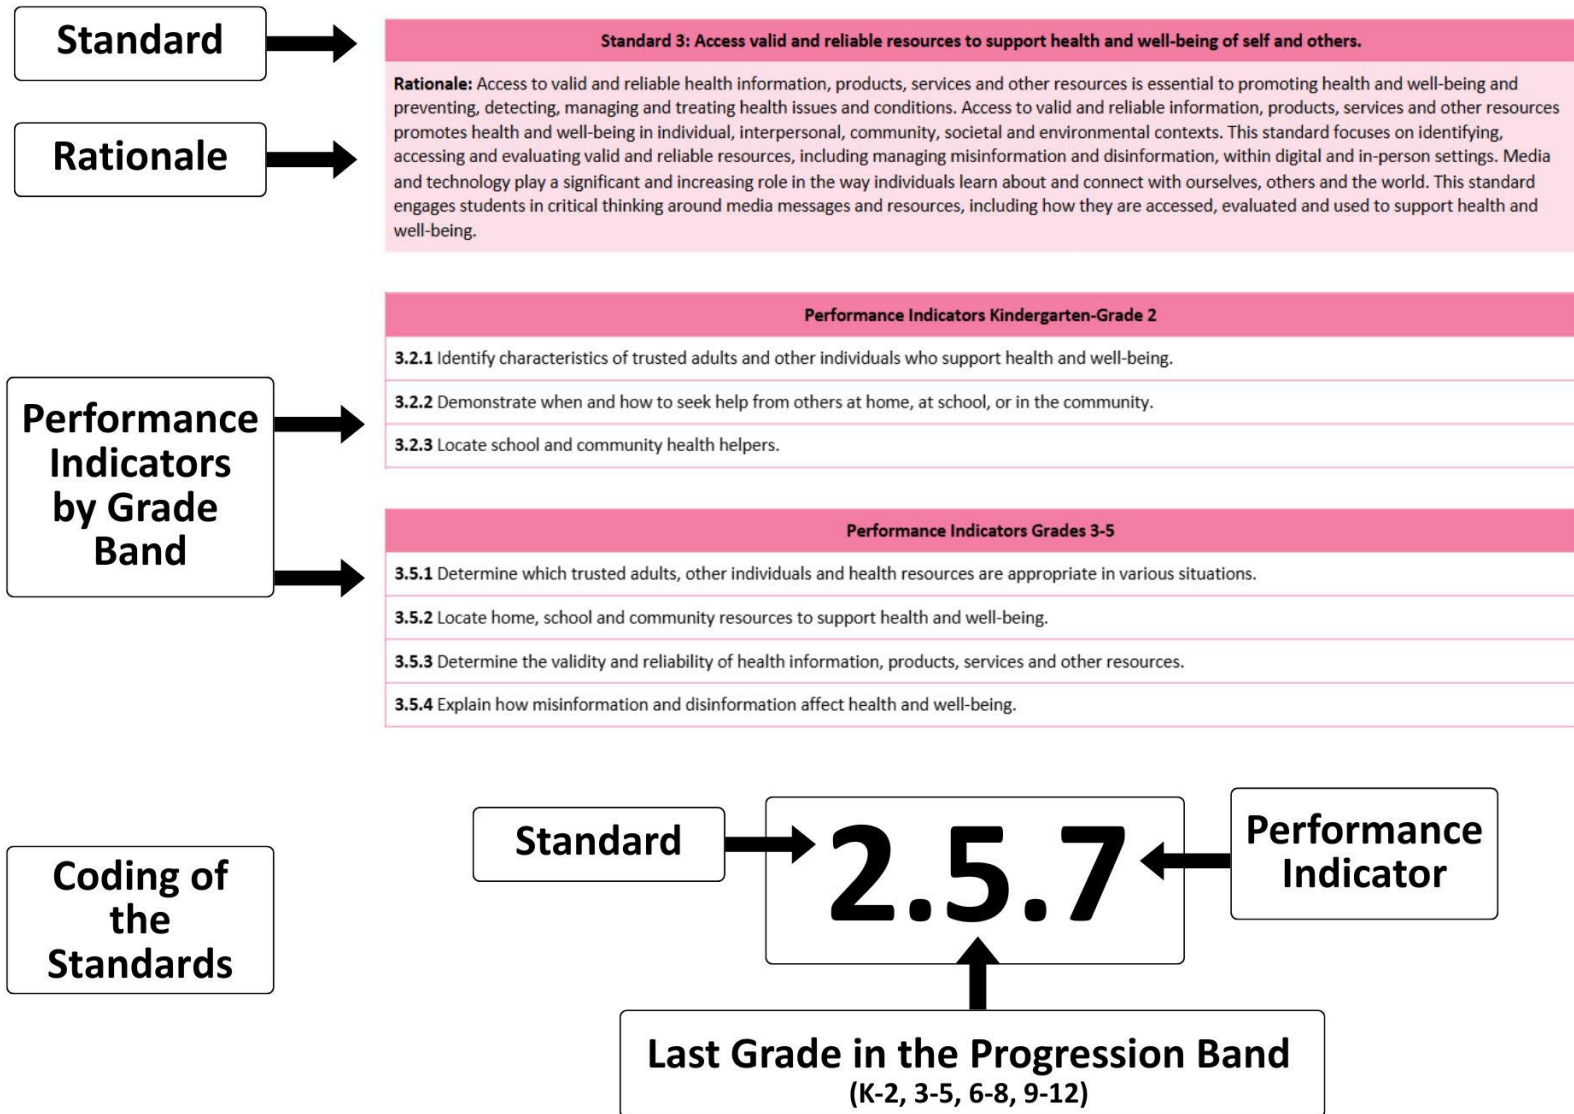 Standard
Standard 3: Access valid and reliable resources to support health and well-being of self and others.
Rationale
Rationale: Access to valid and reliable health information, products, services and other resources is essential to promoting health and well-being and
preventing, detecting, managing and treating health issues and conditions. Access to valid and reliable information, products, services and other resources
promotes health and well-being in individual, interpersonal, community, societal and environmental contexts. This standard focuses on identifying,
accessing and evaluating valid and reliable resources, including managing misinformation and disinformation, within digital and in-person settings. Media
and technology play a significant and increasing role in the way individuals learn about and connect with ourselves, others and the world. This standard
engages students in critical thinking around media messages and resources, including how they are accessed, evaluated and used to support health and
well-being.
Performance
Indicators
by Grade
Band
Performance Indicators Kindergarten-Grade 2
3.2.1 Identify characteristics of trusted adults and other individuals who support health and well-being.
3.2.2 Demonstrate when and how to seek help from others at home, at school, or in the community.
3.2.3 Locate school and community health helpers.
Performance Indicators Grades 3-5
3.5.1 Determine which trusted adults, other individuals and health resources are appropriate in various situations.
3.5.2 Locate home, school and community resources to support health and well-being.
3.5.3 Determine the validity and reliability of health information, products, services and other resources.
3.5.4 Explain how misinformation and disinformation affect health and well-being.
Coding of
the
Standards
Standard
2.5.7
Performance
Indicator
Last Grade in the Progression Band
(K-2, 3-5, 6-8, 9-12)